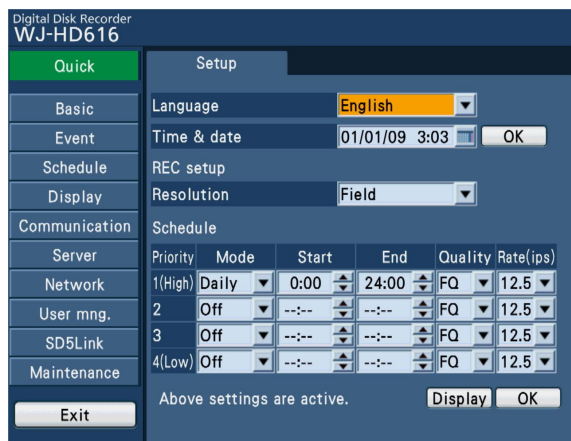 Digital Disk Recorder
WJ-HD616
Quick
Basic
Event
Schedule
Display
Communication
Server
Network
User mng.
SD5Link
Maintenance
Exit
Setup
Language English
Time & date 01/01/09 3:03 OK
REC setup
Resolution Field
Schedule
Priority Mode Start End Quality Rate(ips)
1(High) Daily 0:00 24:00 FQ 12.5
2 Off --:-- --:-- FQ 12.5
3 Off --:-- --:-- FQ 12.5
4(Low) Off --:-- --:-- FQ 12.5
Above settings are active. Display OK